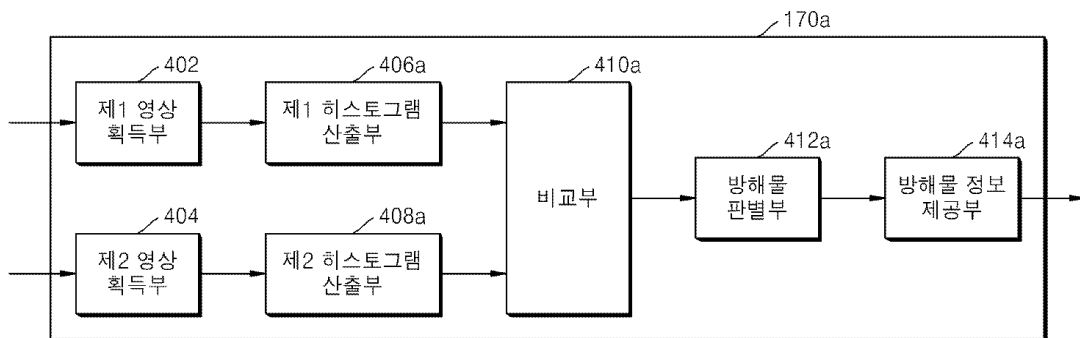 170a
402
406a
410a
제1 영상
획득부
제1 히스토그램
산출부
412a
414a
비교부
방해물
판별부
방해물 정보
제공부
404
408a
제2 영상
획득부
제2 히스토그램
산출부